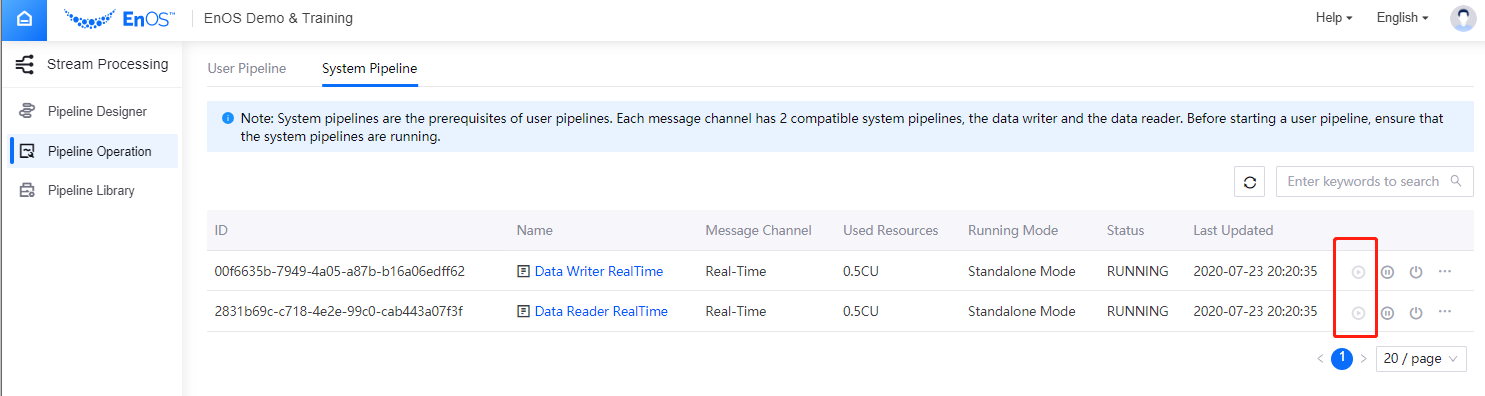 EnOS™ EnOS Demo & Training Help English
Stream Processing
Pipeline Designer
Pipeline Operation
Pipeline Library
User Pipeline System Pipeline
Note: System pipelines are the prerequisites of user pipelines. Each message channel has 2 compatible system pipelines, the data writer and the data reader. Before starting a user pipeline, ensure that
the system pipelines are running.
Enter keywords to search
ID Name Message Channel Used Resources Running Mode Status Last Updated
00f6635b-7949-4a05-a87b-b16a06edff62 Data Writer RealTime Real-Time 0.5CU Standalone Mode RUNNING 2020-07-23 20:20:35
2831b69c-c718-4e2e-99c0-cab443a07f3f Data Reader RealTime Real-Time 0.5CU Standalone Mode RUNNING 2020-07-23 20:20:35
1 20 / page